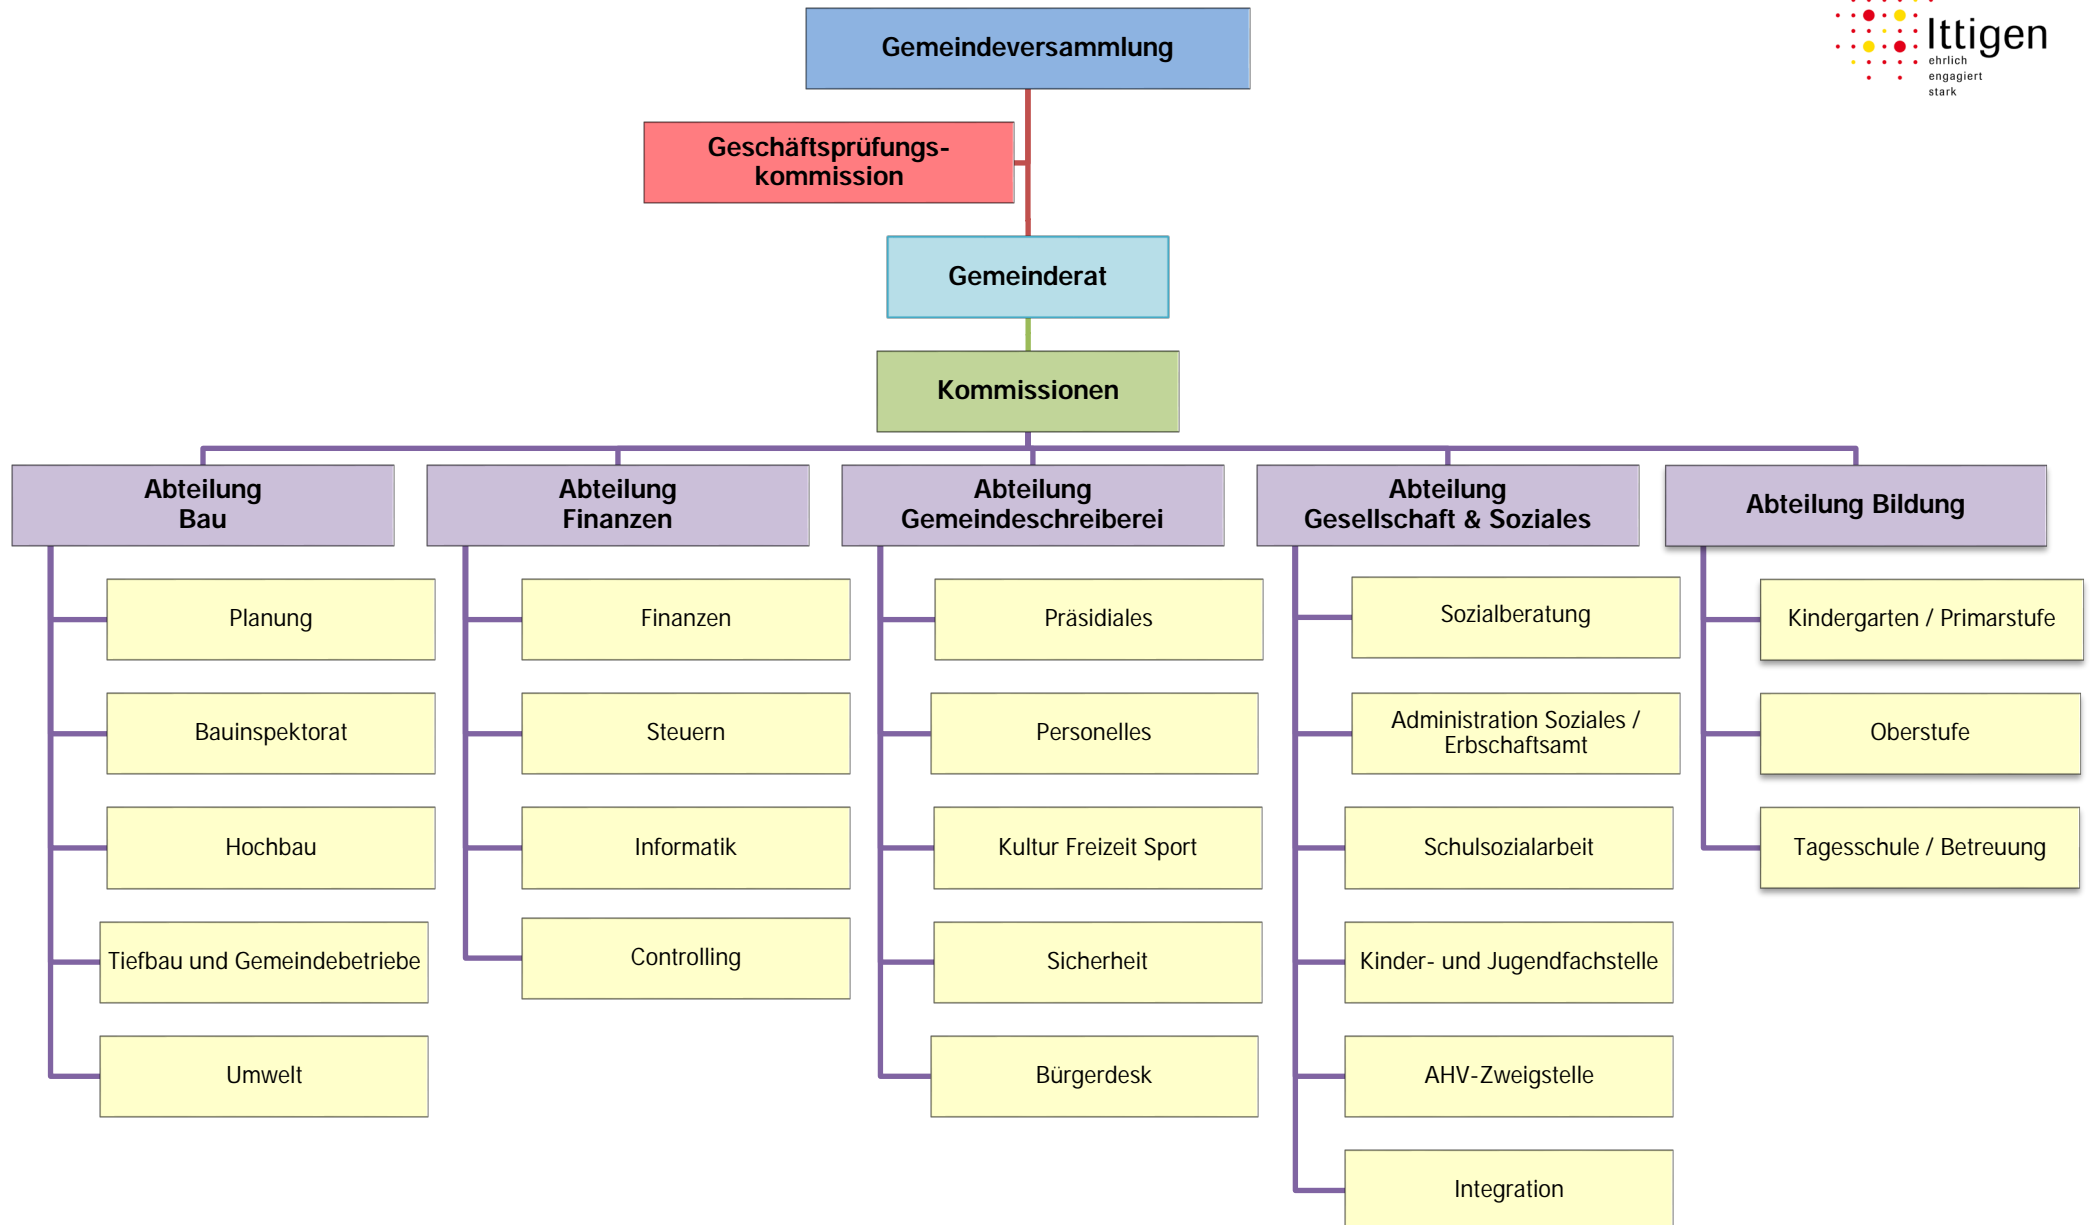 Ittigen
ehrlich
engagiert
stark
Gemeindeversammlung
Geschäftsprüfungs-
kommission
Gemeinderat
Kommissionen
Abteilung
Bau
Planung
Bauinspektorat
Hochbau
Tiefbau und Gemeindebetriebe
Umwelt
Abteilung
Finanzen
Finanzen
Steuern
Informatik
Controlling
Abteilung
Gemeindeschreiberei
Präsidiales
Personelles
Kultur Freizeit Sport
Sicherheit
Bürgerdesk
Abteilung
Gesellschaft & Soziales
Sozialberatung
Administration Soziales /
Erbschaftsamt
Schulsozialarbeit
Kinder- und Jugendfachstelle
AHV-Zweigstelle
Integration
Abteilung Bildung
Kindergarten / Primarstufe
Oberstufe
Tagesschule / Betreuung